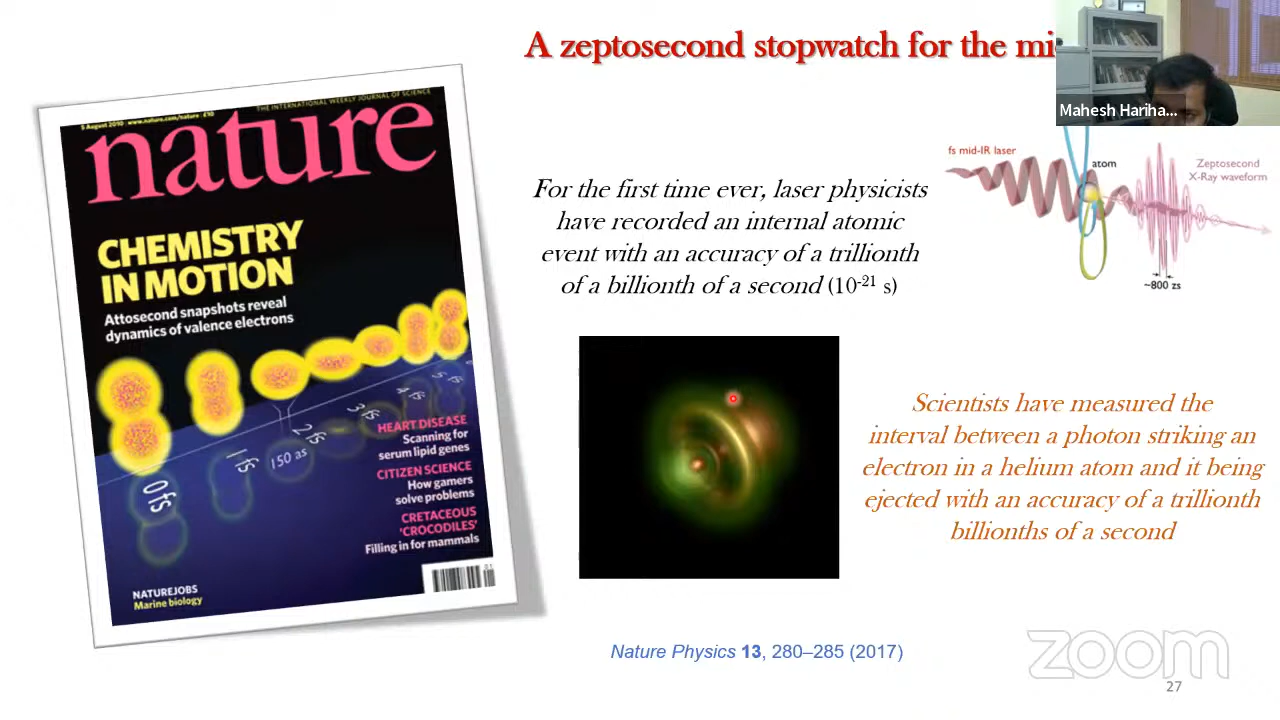 A zeptosecond stopwatch for the mi
Mahesh Hariha...
THE INTERNATIONAL WEEKLY JOURNAL OF SCIENCE
5 August 2010 www.nature.com/nature £10
nature
CHEMISTRY
IN MOTION
Attosecond snapshots reveal
dynamics of valence electrons
0 fs
1 fs
150 as
2 fs
3 fs
4 fs
5 fs
HEART DISEASE
Scanning for
serum lipid genes
CITIZEN SCIENCE
How gamers
solve problems
CRETACEOUS
'CROCODILES'
Filling in for mammals
NATUREJOBS
Marine biology
For the first time ever, laser physicists
have recorded an internal atomic
event with an accuracy of a trillionth
of a billionth of a second (10⁻²¹ s)
fs mid-IR laser
atom
Zeptosecond
X-Ray waveform
~800 zs
Scientists have measured the
interval between a photon striking an
electron in a helium atom and it being
ejected with an accuracy of a trillionth
billionths of a second
Nature Physics 13, 280–285 (2017)
zoom
27